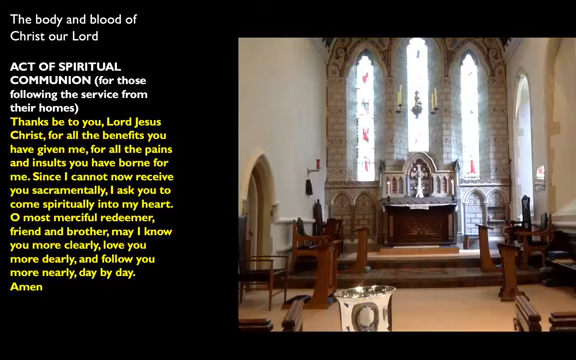 The body and blood of
Christ our Lord
ACT OF SPIRITUAL
COMMUNION (for those
following the service from
their homes)
Thanks be to you, Lord Jesus
Christ, for all the benefits you
have given me, for all the pains
and insults you have borne for
me. Since I cannot now receive
you sacramentally, I ask you to
come spiritually into my heart.
O most merciful redeemer,
friend and brother, may I know
you more clearly, love you
more dearly, and follow you
more nearly, day by day.
Amen